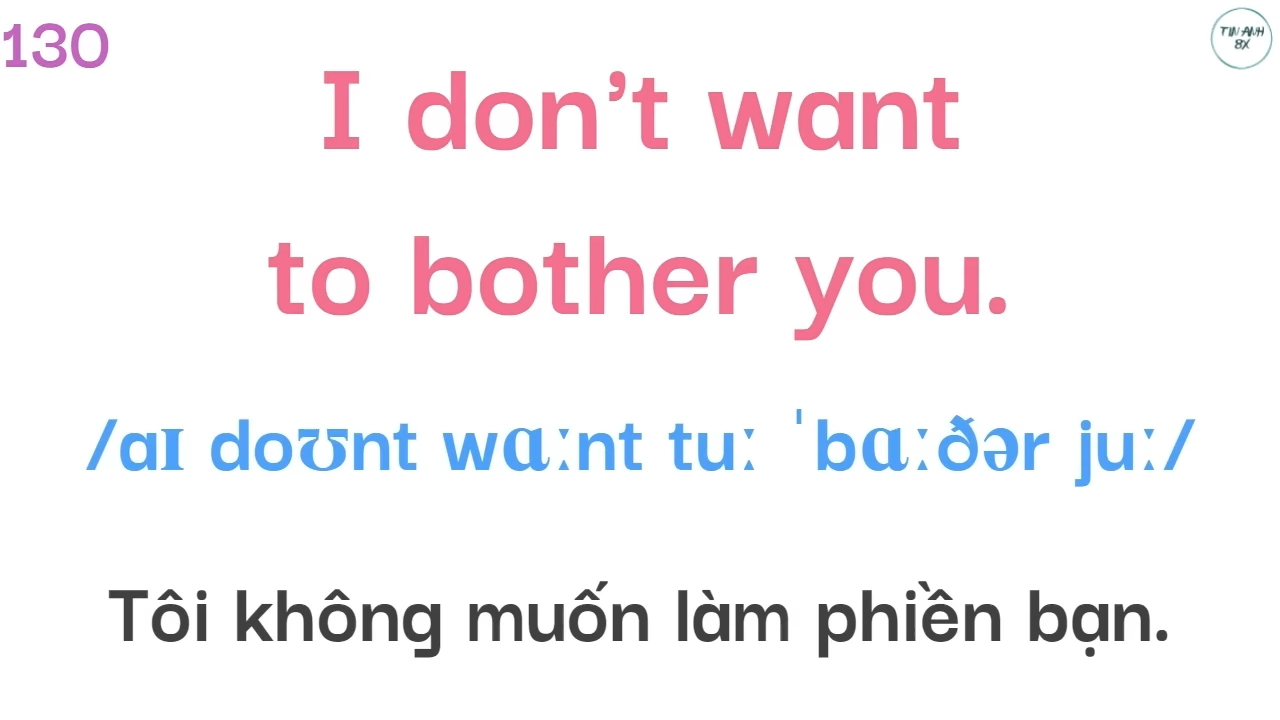 130
TIN ANH
8X
I don’t want
to bother you.
/aɪ doʊnt wɑːnt tuː ˈbɑːðər juː/
Tôi không muốn làm phiền bạn.